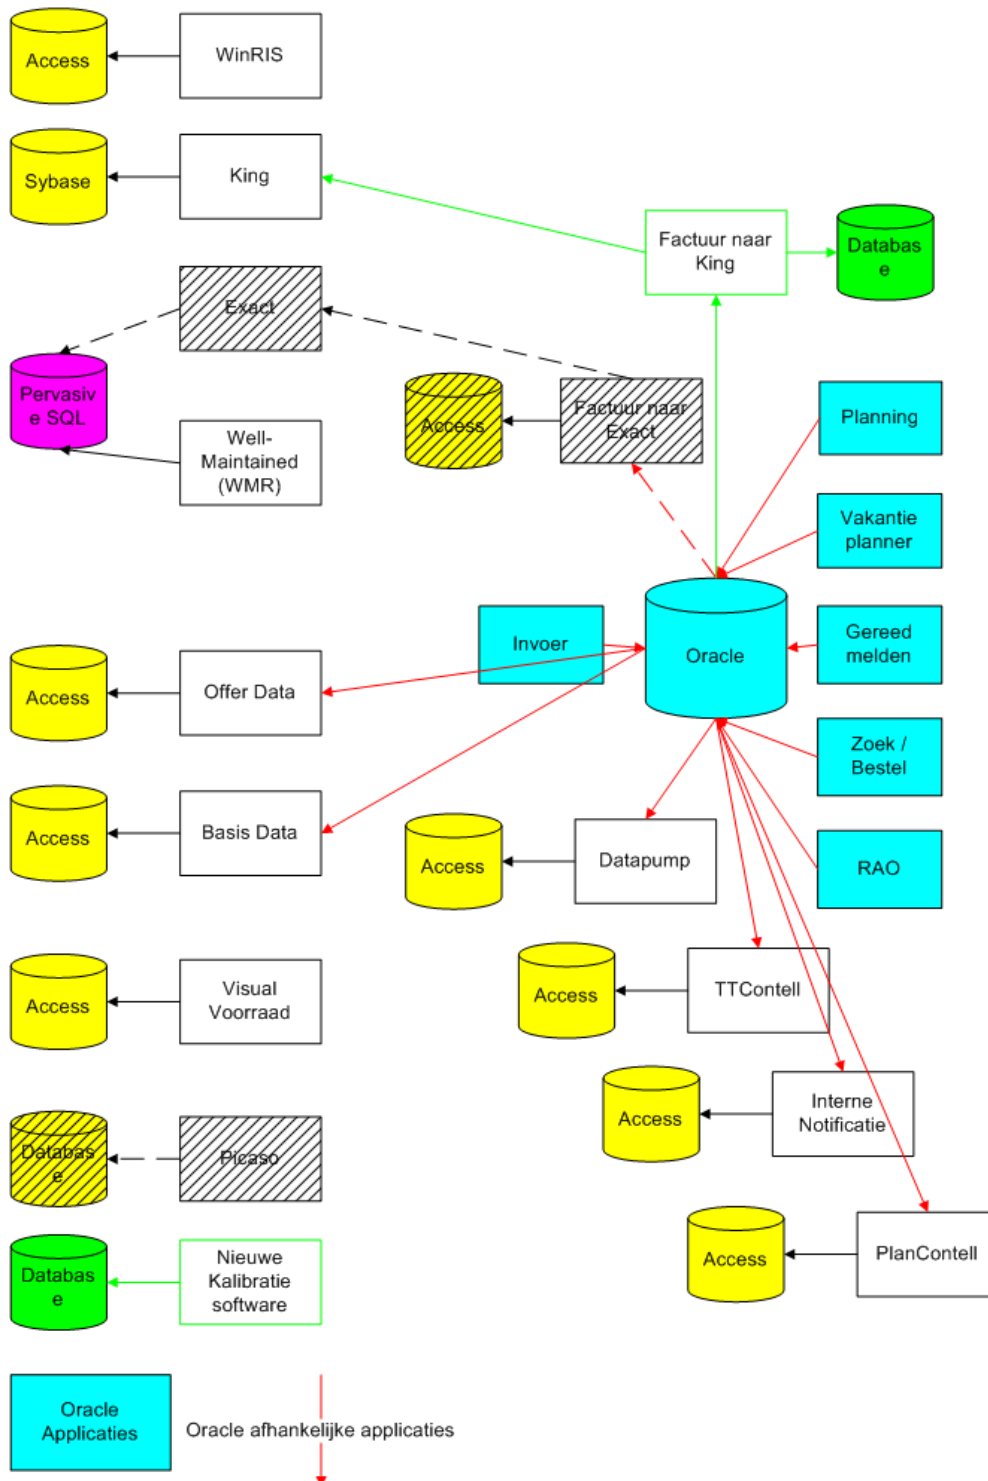 Access
WinRIS
Sybase
King
Factuur naar
King
Databas
e
Exact
Pervasiv
e SQL
Well-
Maintained
(WMR)
Access
Factuur naar
Exact
Planning
Vakantie
planner
Invoer
Oracle
Gereed
melden
Access
Offer Data
Zoek /
Bestel
Access
Basis Data
Access
Datapump
RAO
Access
Visual
Voorraad
Access
TTContell
Access
Interne
Notificatie
Databas
e
Picaso
Access
PlanContell
Databas
e
Nieuwe
Kalibratie
software
Oracle
Applicaties
Oracle afhankelijke applicaties